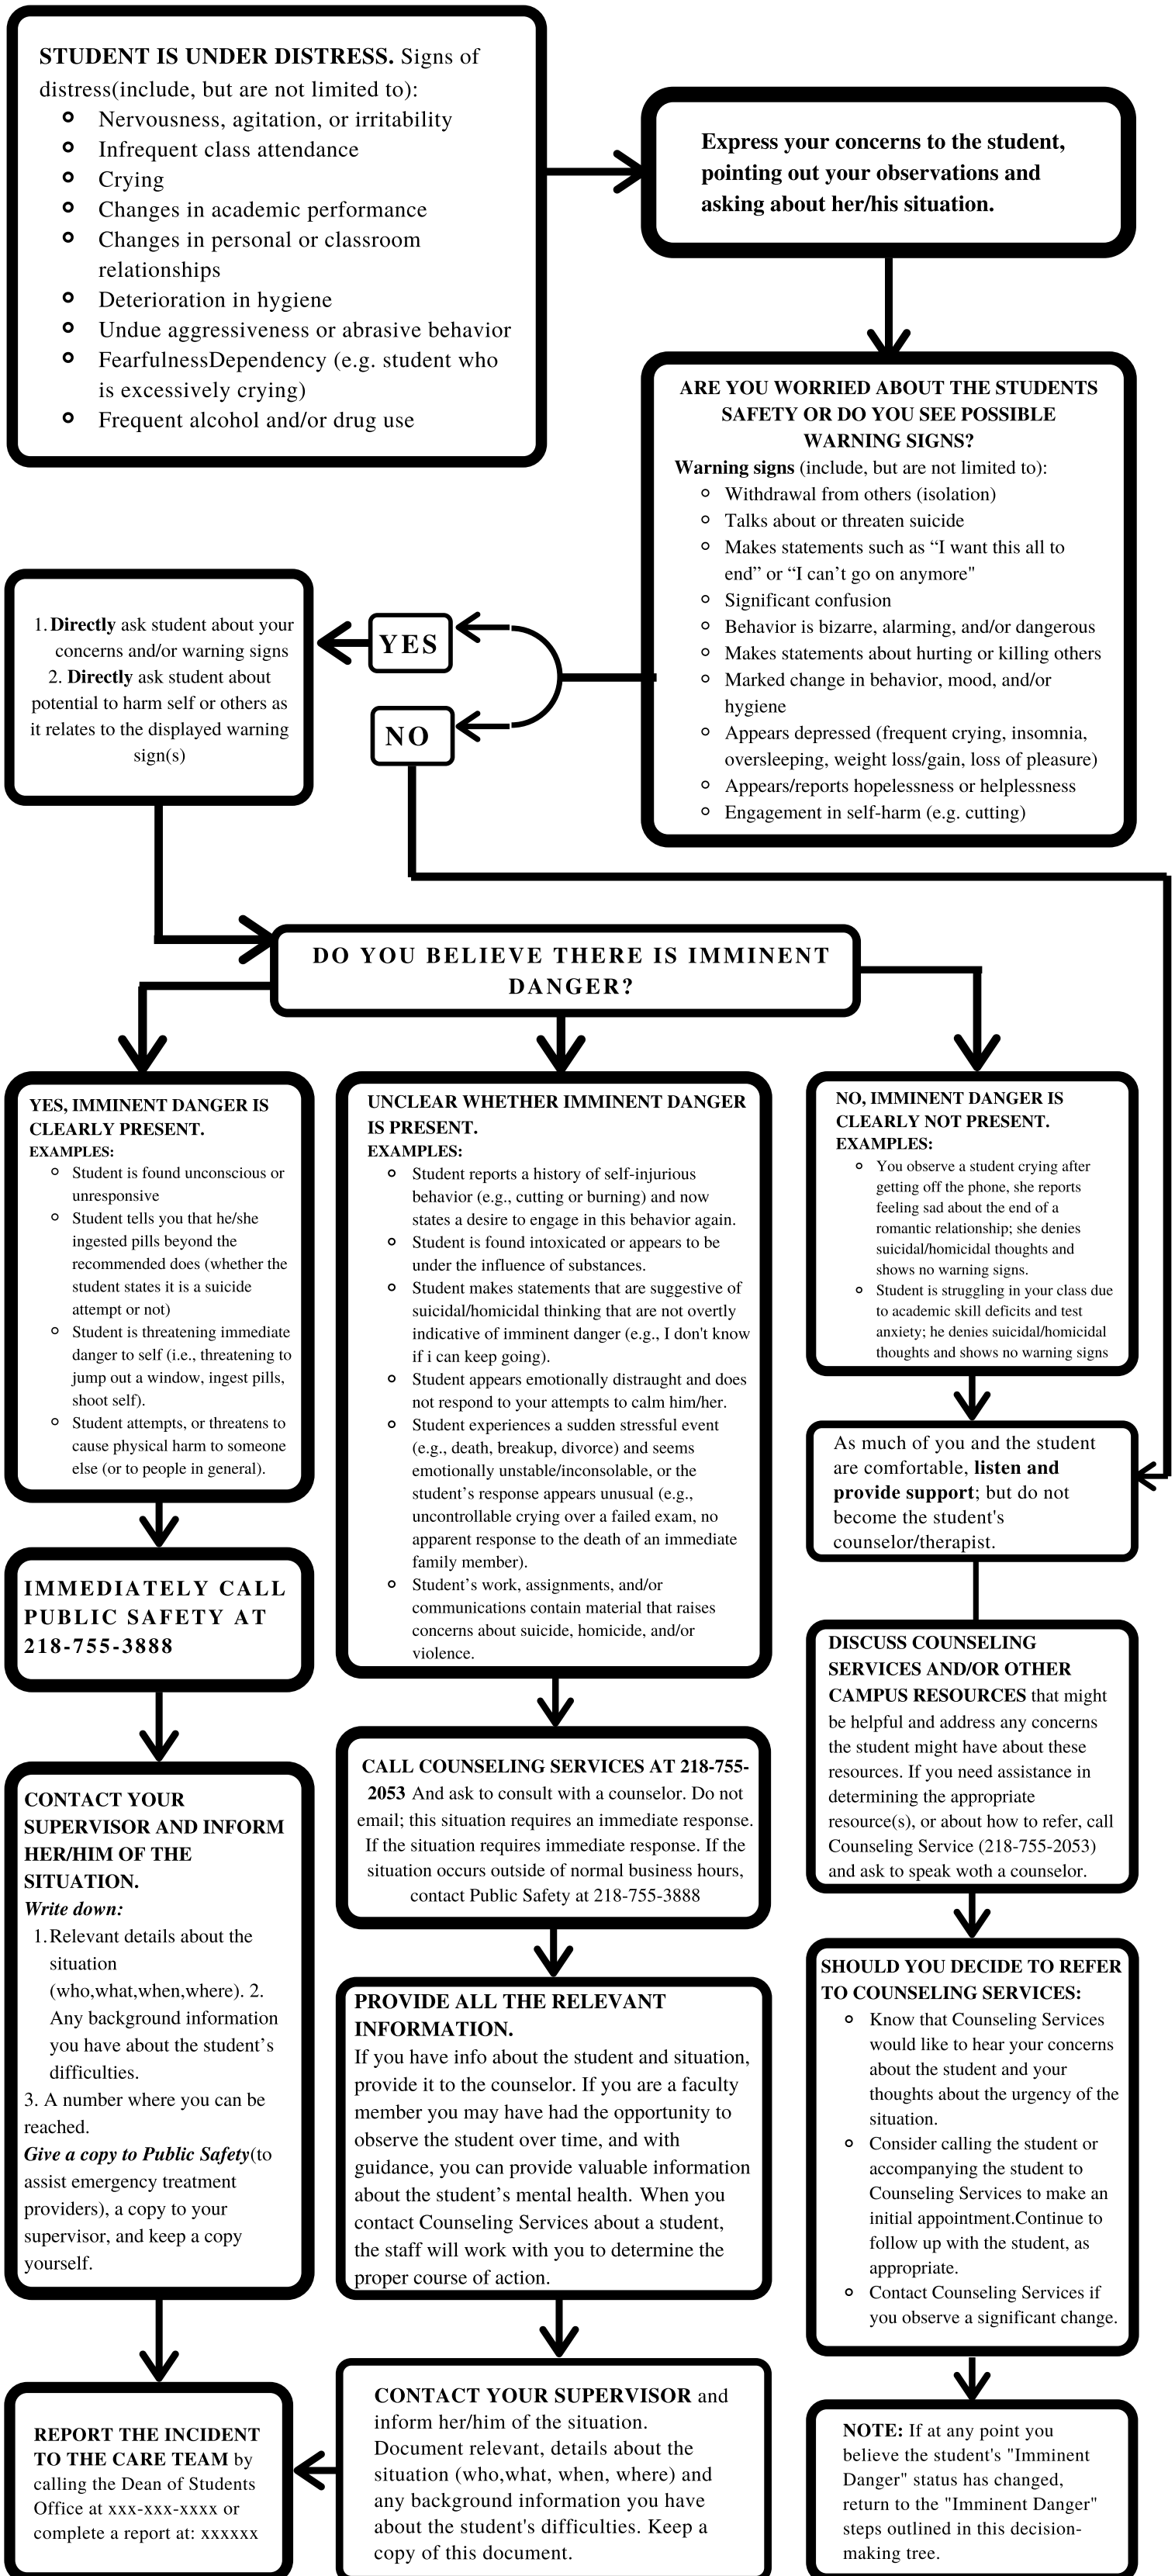 STUDENT IS UNDER DISTRESS. Signs of
distress(include, but are not limited to):
Nervousness, agitation, or irritability
Infrequent class attendance
Crying
Changes in academic performance
Changes in personal or classroom
relationships
Deterioration in hygiene
Undue aggressiveness or abrasive behavior
FearfulnessDependency (e.g. student who
is excessively crying)
Frequent alcohol and/or drug use
Express your concerns to the student,
pointing out your observations and
asking about her/his situation.
ARE YOU WORRIED ABOUT THE STUDENTS
SAFETY OR DO YOU SEE POSSIBLE
WARNING SIGNS?
Warning signs (include, but are not limited to):
Withdrawal from others (isolation)
Talks about or threaten suicide
Makes statements such as “I want this all to
end” or “I can’t go on anymore"
Significant confusion
Behavior is bizarre, alarming, and/or dangerous
Makes statements about hurting or killing others
Marked change in behavior, mood, and/or
hygiene
Appears depressed (frequent crying, insomnia,
oversleeping, weight loss/gain, loss of pleasure)
Appears/reports hopelessness or helplessness
Engagement in self-harm (e.g. cutting)
YES
NO
1. Directly ask student about your
concerns and/or warning signs
2. Directly ask student about
potential to harm self or others as
it relates to the displayed warning
sign(s)
DO YOU BELIEVE THERE IS IMMINENT
DANGER?
YES, IMMINENT DANGER IS
CLEARLY PRESENT.
EXAMPLES:
Student is found unconscious or
unresponsive
Student tells you that he/she
ingested pills beyond the
recommended does (whether the
student states it is a suicide
attempt or not)
Student is threatening immediate
danger to self (i.e., threatening to
jump out a window, ingest pills,
shoot self).
Student attempts, or threatens to
cause physical harm to someone
else (or to people in general).
IMMEDIATELY CALL
PUBLIC SAFETY AT
218-755-3888
CONTACT YOUR
SUPERVISOR AND INFORM
HER/HIM OF THE
SITUATION.
Write down:
1. Relevant details about the
situation
(who,what,when,where). 2.
Any background information
you have about the student’s
difficulties.
3. A number where you can be
reached.
Give a copy to Public Safety(to
assist emergency treatment
providers), a copy to your
supervisor, and keep a copy
yourself.
REPORT THE INCIDENT
TO THE CARE TEAM by
calling the Dean of Students
Office at xxx-xxx-xxxx or
complete a report at: xxxxxx
UNCLEAR WHETHER IMMINENT DANGER
IS PRESENT.
EXAMPLES:
Student reports a history of self-injurious
behavior (e.g., cutting or burning) and now
states a desire to engage in this behavior again.
Student is found intoxicated or appears to be
under the influence of substances.
Student makes statements that are suggestive of
suicidal/homicidal thinking that are not overtly
indicative of imminent danger (e.g., I don't know
if i can keep going).
Student appears emotionally distraught and does
not respond to your attempts to calm him/her.
Student experiences a sudden stressful event
(e.g., death, breakup, divorce) and seems
emotionally unstable/inconsolable, or the
student’s response appears unusual (e.g.,
uncontrollable crying over a failed exam, no
apparent response to the death of an immediate
family member).
Student’s work, assignments, and/or
communications contain material that raises
concerns about suicide, homicide, and/or
violence.
CALL COUNSELING SERVICES AT 218-755-
2053 And ask to consult with a counselor. Do not
email; this situation requires an immediate response.
If the situation requires immediate response. If the
situation occurs outside of normal business hours,
contact Public Safety at 218-755-3888
PROVIDE ALL THE RELEVANT
INFORMATION.
If you have info about the student and situation,
provide it to the counselor. If you are a faculty
member you may have had the opportunity to
observe the student over time, and with
guidance, you can provide valuable information
about the student’s mental health. When you
contact Counseling Services about a student,
the staff will work with you to determine the
proper course of action.
CONTACT YOUR SUPERVISOR and
inform her/him of the situation.
Document relevant, details about the
situation (who,what, when, where) and
any background information you have
about the student's difficulties. Keep a
copy of this document.
NO, IMMINENT DANGER IS
CLEARLY NOT PRESENT.
EXAMPLES:
You observe a student crying after
getting off the phone, she reports
feeling sad about the end of a
romantic relationship; she denies
suicidal/homicidal thoughts and
shows no warning signs.
Student is struggling in your class due
to academic skill deficits and test
anxiety; he denies suicidal/homicidal
thoughts and shows no warning signs
As much of you and the student
are comfortable, listen and
provide support; but do not
become the student's
counselor/therapist.
DISCUSS COUNSELING
SERVICES AND/OR OTHER
CAMPUS RESOURCES that might
be helpful and address any concerns
the student might have about these
resources. If you need assistance in
determining the appropriate
resource(s), or about how to refer, call
Counseling Service (218-755-2053)
and ask to speak woth a counselor.
SHOULD YOU DECIDE TO REFER
TO COUNSELING SERVICES:
Know that Counseling Services
would like to hear your concerns
about the student and your
thoughts about the urgency of the
situation.
Consider calling the student or
accompanying the student to
Counseling Services to make an
initial appointment.Continue to
follow up with the student, as
appropriate.
Contact Counseling Services if
you observe a significant change.
NOTE: If at any point you
believe the student's "Imminent
Danger" status has changed,
return to the "Imminent Danger"
steps outlined in this decision-
making tree.